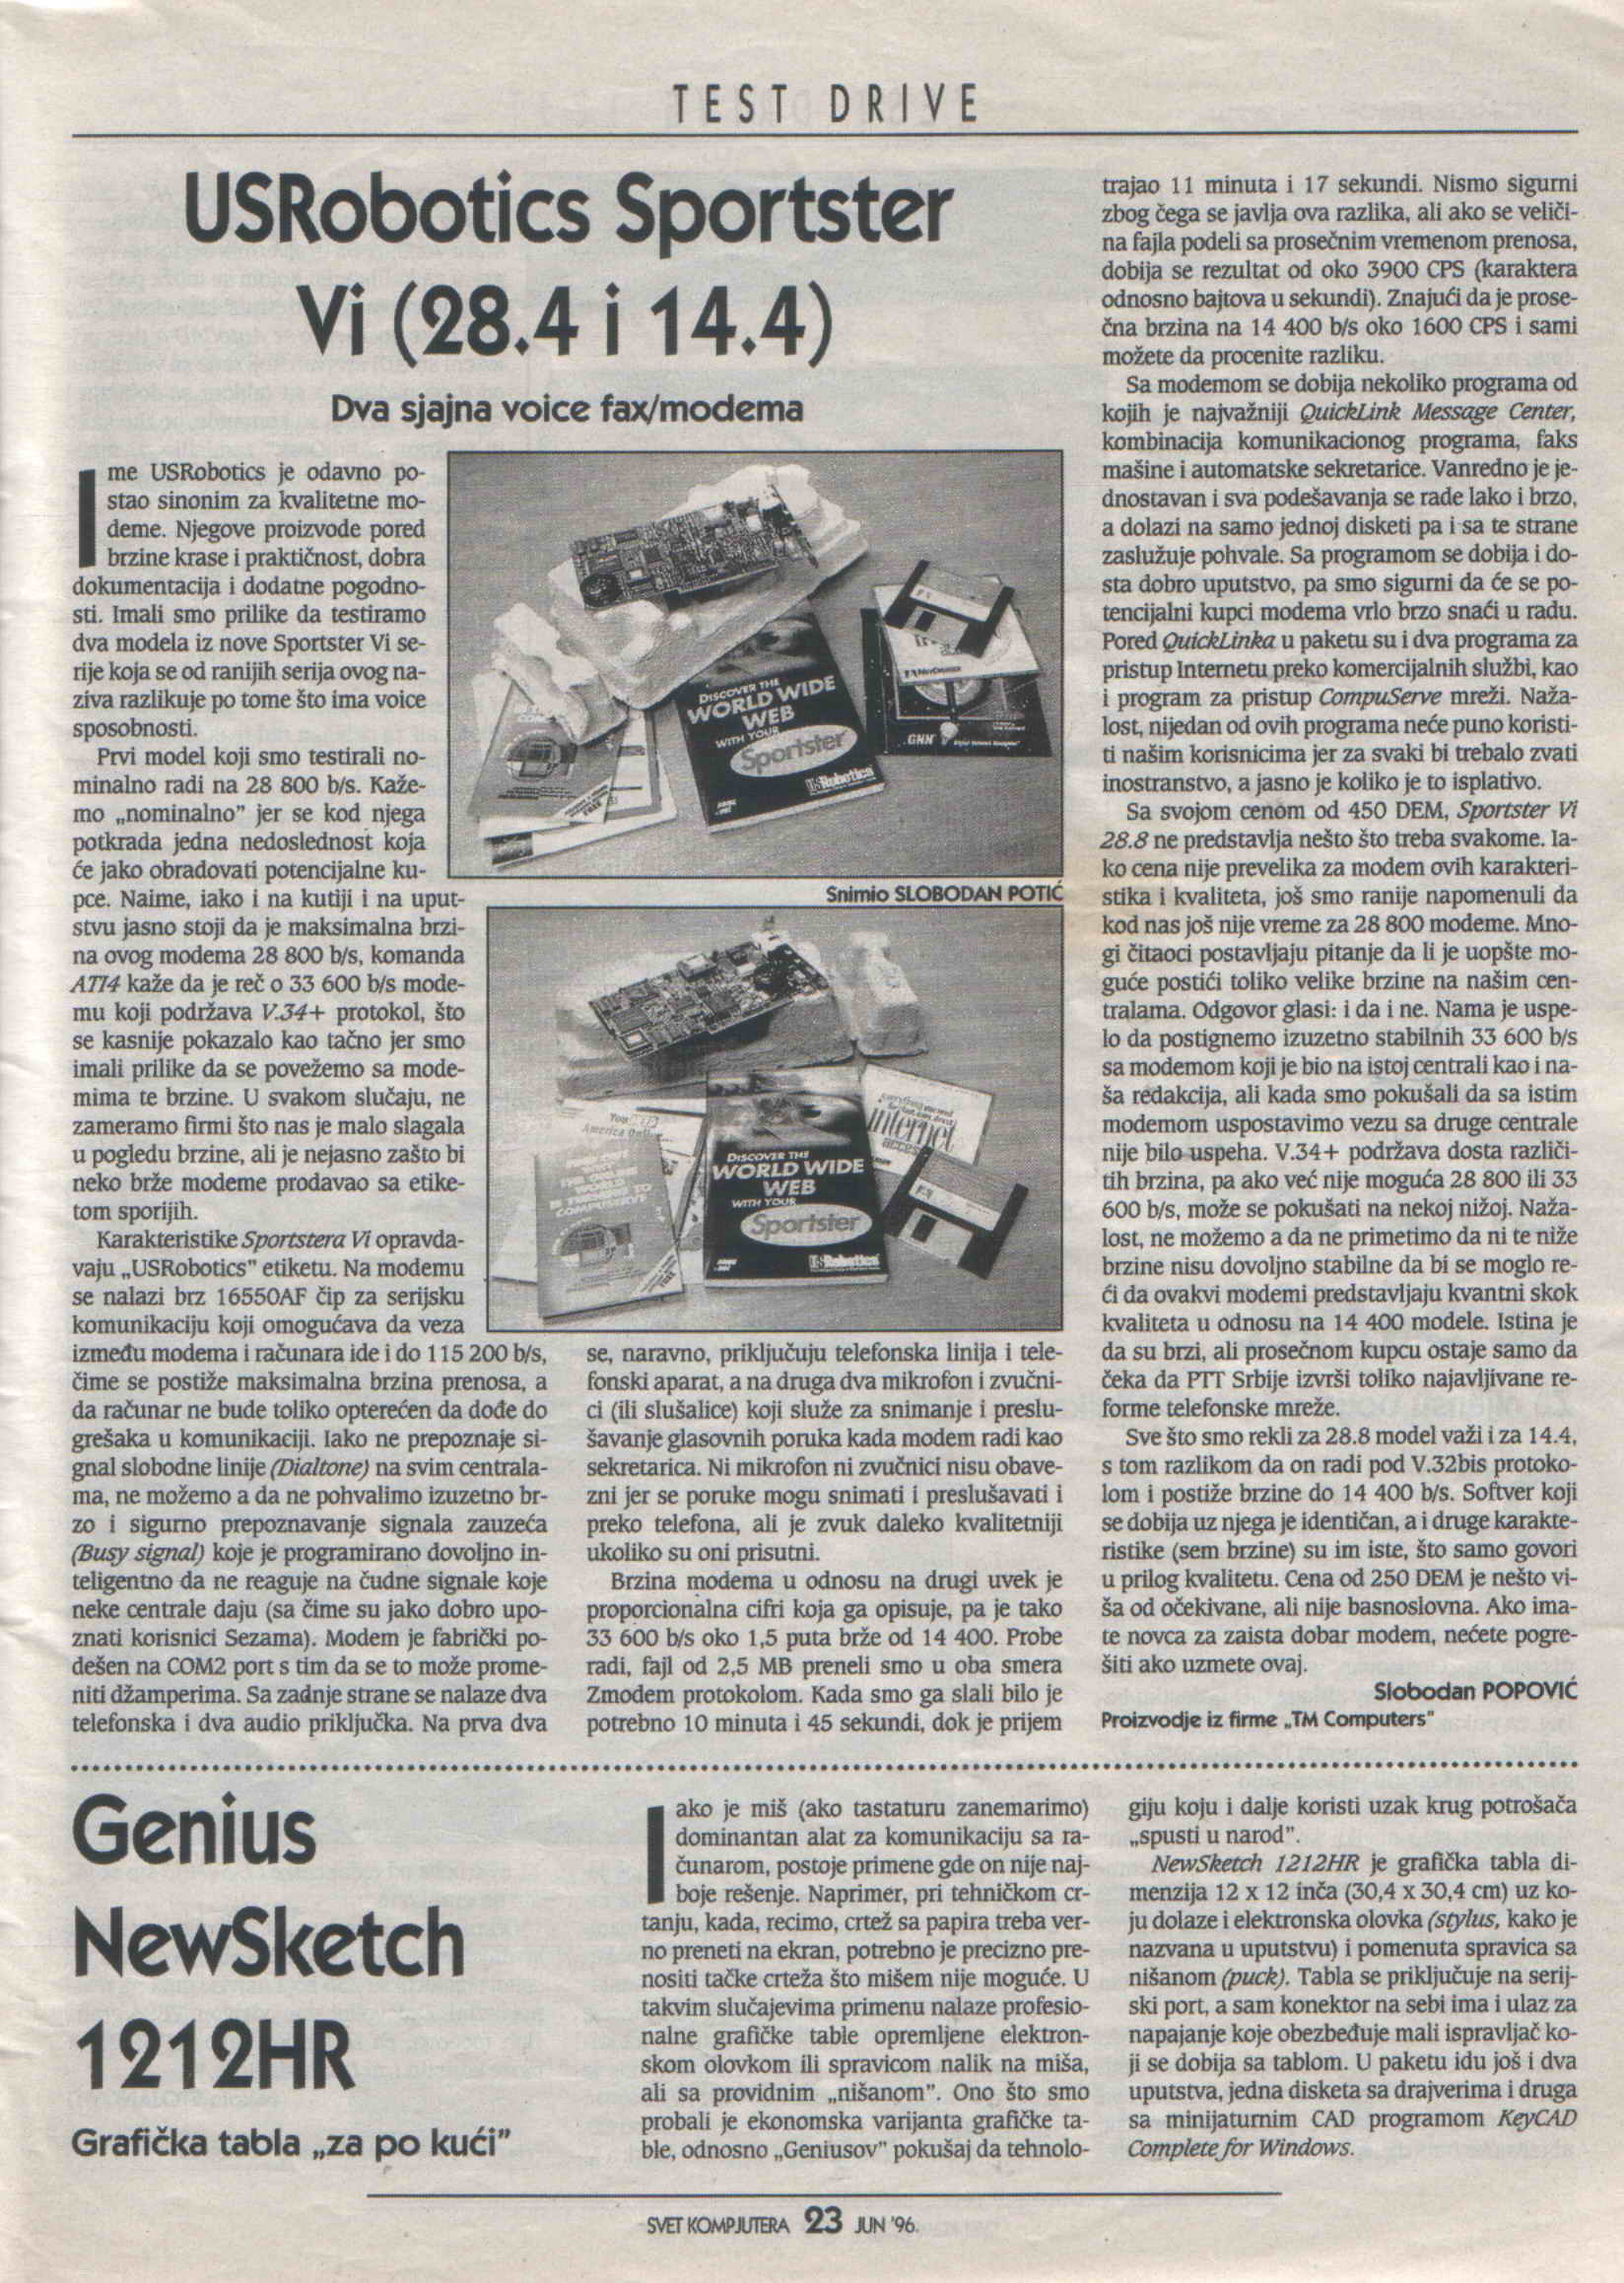 TEST DRIVE
USRobotics Sportster
Vi (28.4 i 14.4)
Dva sjajna voice fax/modema
Ime USRobotics je odavno po-
stao sinonim za kvalitetne mo-
deme. Njegove proizvode pored
brzine krase i praktičnost, dobra
dokumentacija i dodatne pogodno-
sti. Imali smo prilike da testiramo
dva modela iz nove Sportster Vi se-
rije koja se od ranijih serija ovog na-
ziva razlikuje po tome što ima voice
sposobnosti.
Prvi model koji smo testirali no-
minalno radi na 28 800 b/s. Kaže-
mo „nominalno” jer se kod njega
potkrada jedna nedoslednost koja
će jako obradovati potencijalne ku-
pce. Naime, iako i na kutiji i na uput-
stvu jasno stoji da je maksimalna brzi-
na ovog modema 28 800 b/s, komanda
ATI4 kaže da je reč o 33 600 b/s mode-
mu koji podržava V.34+ protokol, što
se kasnije pokazalo kao tačno jer smo
imali prilike da se povežemo sa mode-
mima te brzine. U svakom slučaju, ne
zameramo firmi što nas je malo slagala
u pogledu brzine, ali je nejasno zašto bi
neko brže modeme prodavao sa etike-
tom sporijih.
Karakteristike Sportstera Vi opravda-
vaju „USRobotics” etiketu. Na modemu
se nalazi brz 16550AF čip za serijsku
komunikaciju koji omogućava da veza
između modema i računara ide i do 115 200 b/s,
čime se postiže maksimalna brzina prenosa, a
da računar ne bude toliko opterećen da dođe do
grešaka u komunikaciji. Iako ne prepoznaje si-
gnal slobodne linije (Dialtone) na svim centrala-
ma, ne možemo a da ne pohvalimo izuzetno br-
zo i sigurno prepoznavanje signala zauzeća
(Busy signal) koje je programirano dovoljno in-
teligentno da ne reaguje na čudne signale koje
neke centrale daju (sa čime su jako dobro upo-
znati korisnici Sezama). Modem je fabrički po-
dešen na COM2 port s tim da se to može prome-
niti džamperima. Sa zadnje strane se nalaze dva
telefonska i dva audio priključka. Na prva dva
DISCOVER THE
WORLD WIDE
WEB
WITH YOUR
Sportster
USRobotics
GNN
Snimio SLOBODAN POTIĆ
You
America Onli
Internet
ACCES
DISCOVER THE
WORLD WIDE
WEB
WITH YOUR
Sportster
USRobotics
COMPUSERVE
se, naravno, priključuju telefonska linija i tele-
fonski aparat, a na druga dva mikrofon i zvučni-
ci (ili slušalice) koji služe za snimanje i preslu-
šavanje glasovnih poruka kada modem radi kao
sekretarica. Ni mikrofon ni zvučnici nisu obave-
zni jer se poruke mogu snimati i preslušavati i
preko telefona, ali je zvuk daleko kvalitetniji
ukoliko su oni prisutni.
Brzina modema u odnosu na drugi uvek je
proporcionalna cifri koja ga opisuje, pa je tako
33 600 b/s oko 1,5 puta brže od 14 400. Probe
radi, fajl od 2,5 MB preneli smo u oba smera
Zmodem protokolom. Kada smo ga slali bilo je
potrebno 10 minuta i 45 sekundi, dok je prijem
trajao 11 minuta i 17 sekundi. Nismo sigurni
zbog čega se javlja ova razlika, ali ako se veliči-
na fajla podeli sa prosečnim vremenom prenosa,
dobija se rezultat od oko 3900 CPS (karaktera
odnosno bajtova u sekundi). Znajući da je prose-
čna brzina na 14 400 b/s oko 1600 CPS i sami
možete da procenite razliku.
Sa modemom se dobija nekoliko programa od
kojih je najvažniji QuickLink Message Center,
kombinacija komunikacionog programa, faks
mašine i automatske sekretarice. Vanredno je je-
dnostavan i sva podešavanja se rade lako i brzo,
a dolazi na samo jednoj disketi pa i sa te strane
zaslužuje pohvale. Sa programom se dobija i do-
sta dobro uputstvo, pa smo sigurni da će se po-
tencijalni kupci modema vrlo brzo snaći u radu.
Pored QuickLinka u paketu su i dva programa za
pristup Internetu preko komercijalnih službi, kao
i program za pristup CompuServe mreži. Naža-
lost, nijedan od ovih programa neće puno koristi-
ti našim korisnicima jer za svaki bi trebalo zvati
inostranstvo, a jasno je koliko je to isplativo.
Sa svojom cenom od 450 DEM, Sportster Vi
28.8 ne predstavlja nešto što treba svakome. Ia-
ko cena nije prevelika za modem ovih karakteri-
stika i kvaliteta, još smo ranije napomenuli da
kod nas još nije vreme za 28 800 modeme. Mno-
gi čitaoci postavljaju pitanje da li je uopšte mo-
guće postići toliko velike brzine na našim cen-
tralama. Odgovor glasi: i da i ne. Nama je uspe-
lo da postignemo izuzetno stabilnih 33 600 b/s
sa modemom koji je bio na istoj centrali kao i na-
ša redakcija, ali kada smo pokušali da sa istim
modemom uspostavimo vezu sa druge centrale
nije bilo uspeha. V.34+ podržava dosta različi-
tih brzina, pa ako već nije moguća 28 800 ili 33
600 b/s, može se pokušati na nekoj nižoj. Naža-
lost, ne možemo a da ne primetimo da ni te niže
brzine nisu dovoljno stabilne da bi se moglo re-
ći da ovakvi modemi predstavljaju kvantni skok
kvaliteta u odnosu na 14 400 modele. Istina je
da su brzi, ali prosečnom kupcu ostaje samo da
čeka da PTT Srbije izvrši toliko najavljivane re-
forme telefonske mreže.
Sve što smo rekli za 28.8 model važi i za 14.4,
s tom razlikom da on radi pod V.32bis protoko-
lom i postiže brzine do 14 400 b/s. Softver koji
se dobija uz njega je identičan, a i druge karakte-
ristike (sem brzine) su im iste, što samo govori
u prilog kvalitetu. Cena od 250 DEM je nešto vi-
ša od očekivane, ali nije basnoslovna. Ako ima-
te novca za zaista dobar modem, nećete pogre-
šiti ako uzmete ovaj.
Slobodan POPOVIĆ
Proizvodje iz firme „TM Computers”
Genius
NewSketch
1212HR
Grafička tabla „za po kući”
Iako je miš (ako tastaturu zanemarimo)
dominantan alat za komunikaciju sa ra-
čunarom, postoje primene gde on nije naj-
boje rešenje. Naprimer, pri tehničkom cr-
tanju, kada, recimo, crtež sa papira treba ver-
no preneti na ekran, potrebno je precizno pre-
nositi tačke crteža što mišem nije moguće. U
takvim slučajevima primenu nalaze profesio-
nalne grafičke table opremljene elektron-
skom olovkom ili spravicom nalik na miša,
ali sa providnim „nišanom”. Ono što smo
probali je ekonomska varijanta grafičke ta-
ble, odnosno „Geniusov” pokušaj da tehnolo-
giju koju i dalje koristi uzak krug potrošača
„spusti u narod”.
NewSketch 1212HR je grafička tabla di-
menzija 12 x 12 inča (30,4 x 30,4 cm) uz ko-
ju dolaze i elektronska olovka (stylus, kako je
nazvana u uputstvu) i pomenuta spravica sa
nišanom (puck). Tabla se priključuje na serij-
ski port, a sam konektor na sebi ima i ulaz za
napajanje koje obezbeđuje mali ispravljač ko-
ji se dobija sa tablom. U paketu idu još i dva
uputstva, jedna disketa sa drajverima i druga
sa minijaturnim CAD programom KeyCAD
Complete for Windows.
SVET KOMPJUTERA 23 JUN '96.